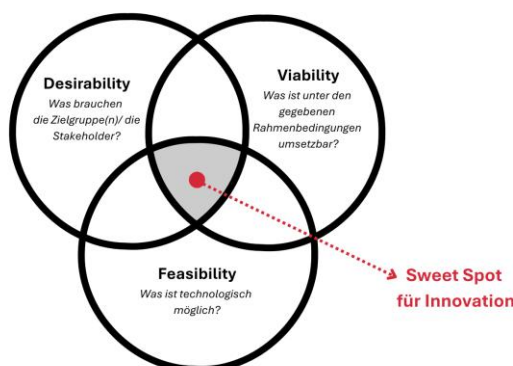 Desirability
Was brauchen
die Zielgruppe(n)/ die
Stakeholder?
Viability
Was ist unter den
gegebenen
Rahmenbedingungen
umsetzbar?
Feasibility
Was ist technologisch
möglich?
Sweet Spot
für Innovation